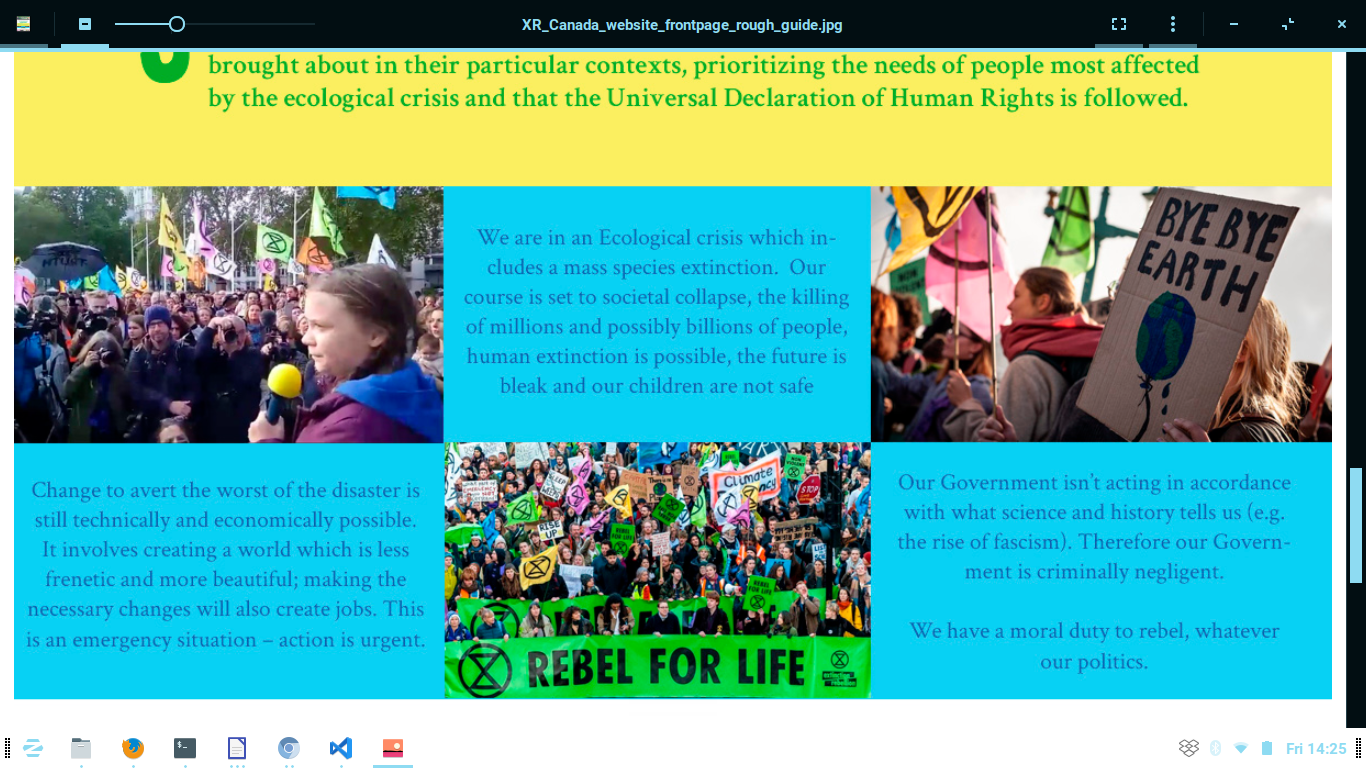 XR_Canada_website_frontpage_rough_guide.jpg
brought about in their particular contexts, prioritizing the needs of people most affected
by the ecological crisis and that the Universal Declaration of Human Rights is followed.
We are in an Ecological crisis which in-
cludes a mass species extinction.  Our
course is set to societal collapse, the killing
of millions and possibly billions of people,
human extinction is possible, the future is
bleak and our children are not safe
BYE BYE
EARTH
Change to avert the worst of the disaster is
still technically and economically possible.
It involves creating a world which is less
frenetic and more beautiful; making the
necessary changes will also create jobs. This
is an emergency situation – action is urgent.
Climate
RISE
UP
REBEL
FOR LIFE
REBEL FOR LIFE
Our Government isn't acting in accordance
with what science and history tells us (e.g.
the rise of fascism). Therefore our Govern-
ment is criminally negligent.
We have a moral duty to rebel, whatever
our politics.
Fri 14:25